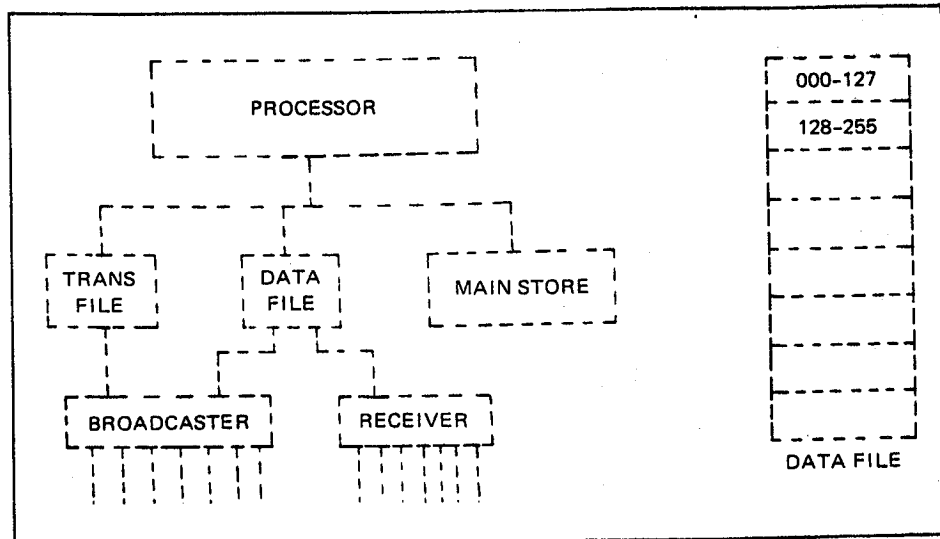 PROCESSOR
000-127
128-255
TRANS
FILE
DATA
FILE
MAIN STORE
BROADCASTER
RECEIVER
DATA FILE